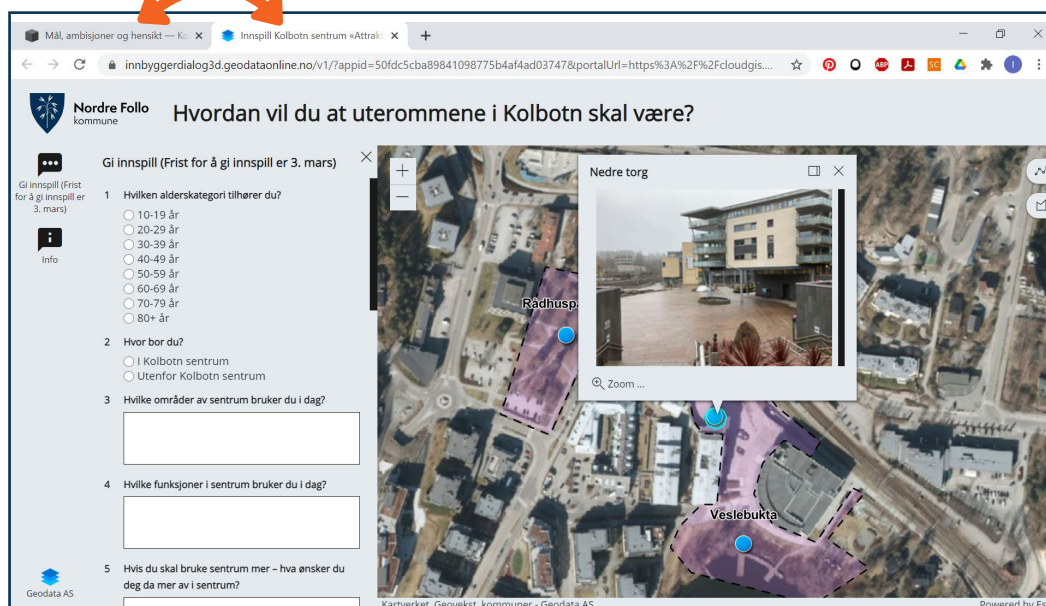 Mål, ambisjoner og hensikt — Ko
Innspill Kolbotn sentrum «Attrak
innbyggerdialog3d.geodataonline.no/v1/?appid=50fdc5cba89841098775b4af4ad03747&portalUrl=https%3A%2F%2Fcloudgis....
ABP
SC
I
Nordre Follo
kommune
Hvordan vil du at uterommene i Kolbotn skal være?
Gi innspill (Frist
for å gi innspill er
3. mars)
Info
Geodata AS
Gi innspill (Frist for å gi innspill er 3. mars)
1 Hvilken alderskategori tilhører du?
10-19 år
20-29 år
30-39 år
40-49 år
50-59 år
60-69 år
70-79 år
80+ år
2 Hvor bor du?
I Kolbotn sentrum
Utenfor Kolbotn sentrum
3 Hvilke områder av sentrum bruker du i dag?
4 Hvilke funksjoner i sentrum bruker du i dag?
5 Hvis du skal bruke sentrum mer – hva ønsker du
deg da mer av i sentrum?
Nedre torg
Zoom ...
Rådhuspa
Veslebukta
Kartverket, Geovekst, kommuner - Geodata AS
Powered by Es